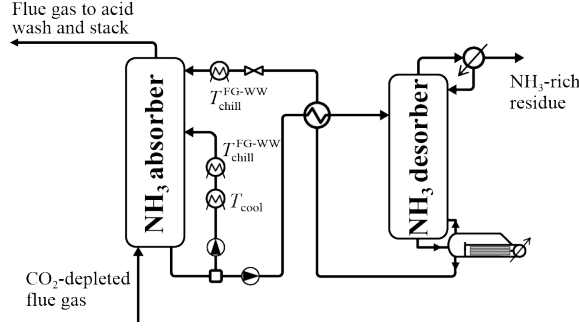 Flue gas to acid
wash and stack
NH₃ absorber
T_chill^FG-WW
T_chill^FG-WW
T_cool
NH₃ desorber
NH₃-rich
residue
CO₂-depleted
flue gas